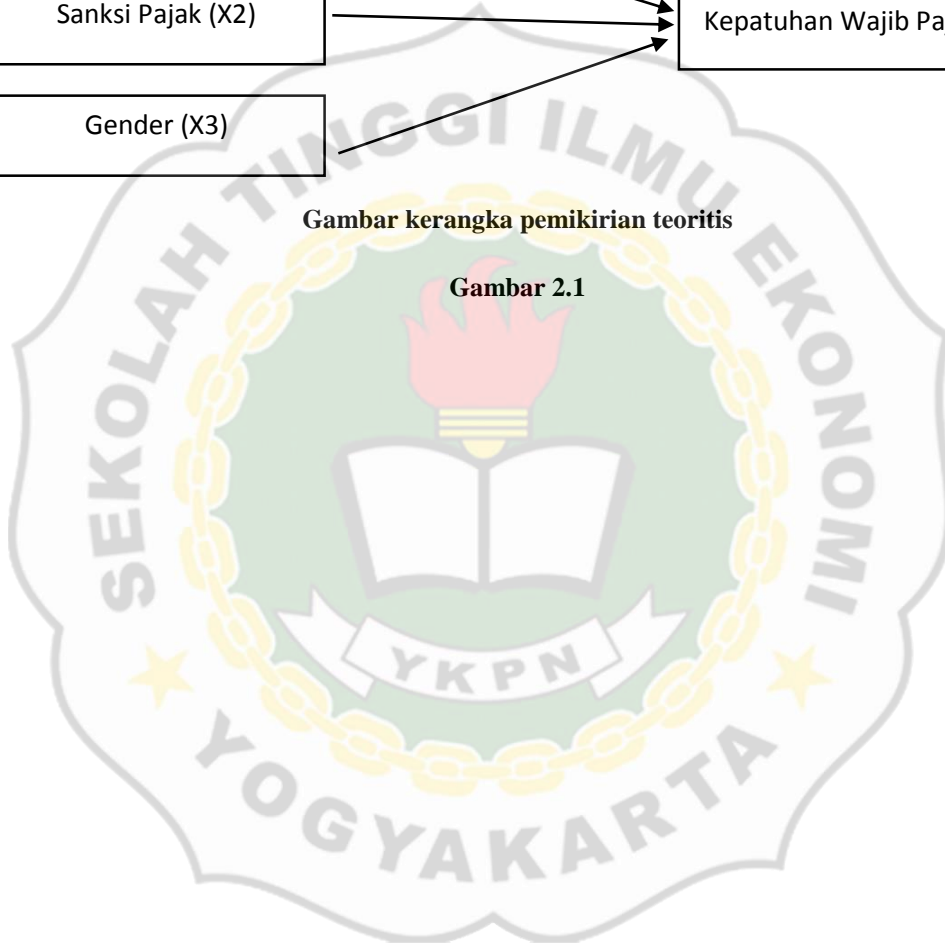 Sanksi Pajak (X2)
Kepatuhan Wajib
Gender (X3)
Gambar kerangka pemikirian teoritis
Gambar 2.1
SEKOLAH TINGGI ILMU EKONOMI
YKPN
YOGYAKARTA